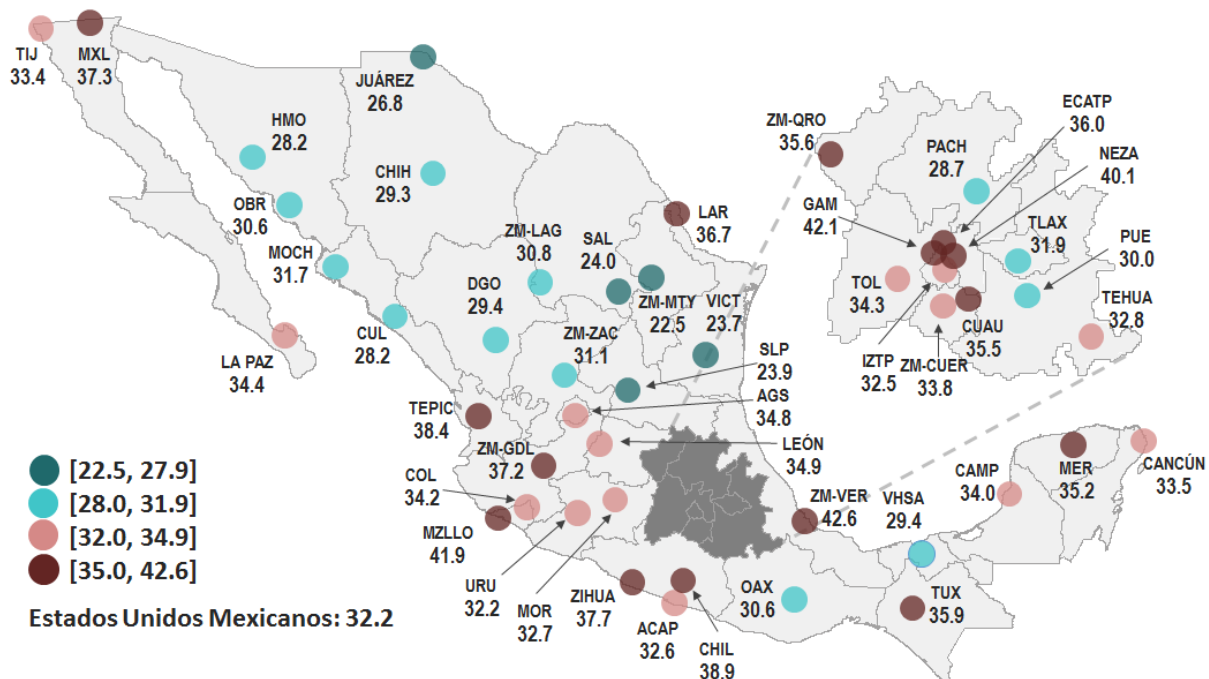 TIJ
33.4
MXL
37.3
JUÁREZ
26.8
HMO
28.2
CHIH
29.3
OBR
30.6
MOCH
31.7
LA PAZ
34.4
CUL
28.2
DGO
29.4
ZM-LAG
30.8
SAL
24.0
LAR
36.7
ZM-MTY
22.5
VICT
23.7
ZM-ZAC
31.1
SLP
23.9
AGS
34.8
LEÓN
34.9
TEPIC
38.4
ZM-GDL
37.2
COL
34.2
MZLLO
41.9
URU
32.2
MOR
32.7
ZIHUA
37.7
ACAP
32.6
CHIL
38.9
OAX
30.6
ZM-VER
42.6
VHSA
29.4
TUX
35.9
CAMP
34.0
MER
35.2
CANCÚN
33.5
ZM-QRO
35.6
PACH
28.7
ECATP
36.0
NEZA
40.1
GAM
42.1
TLAX
31.9
PUE
30.0
TOL
34.3
TEHUA
32.8
CUAU
35.5
IZTP
32.5
ZM-CUER
33.8
[22.5, 27.9]
[28.0, 31.9]
[32.0, 34.9]
[35.0, 42.6]
Estados Unidos Mexicanos: 32.2